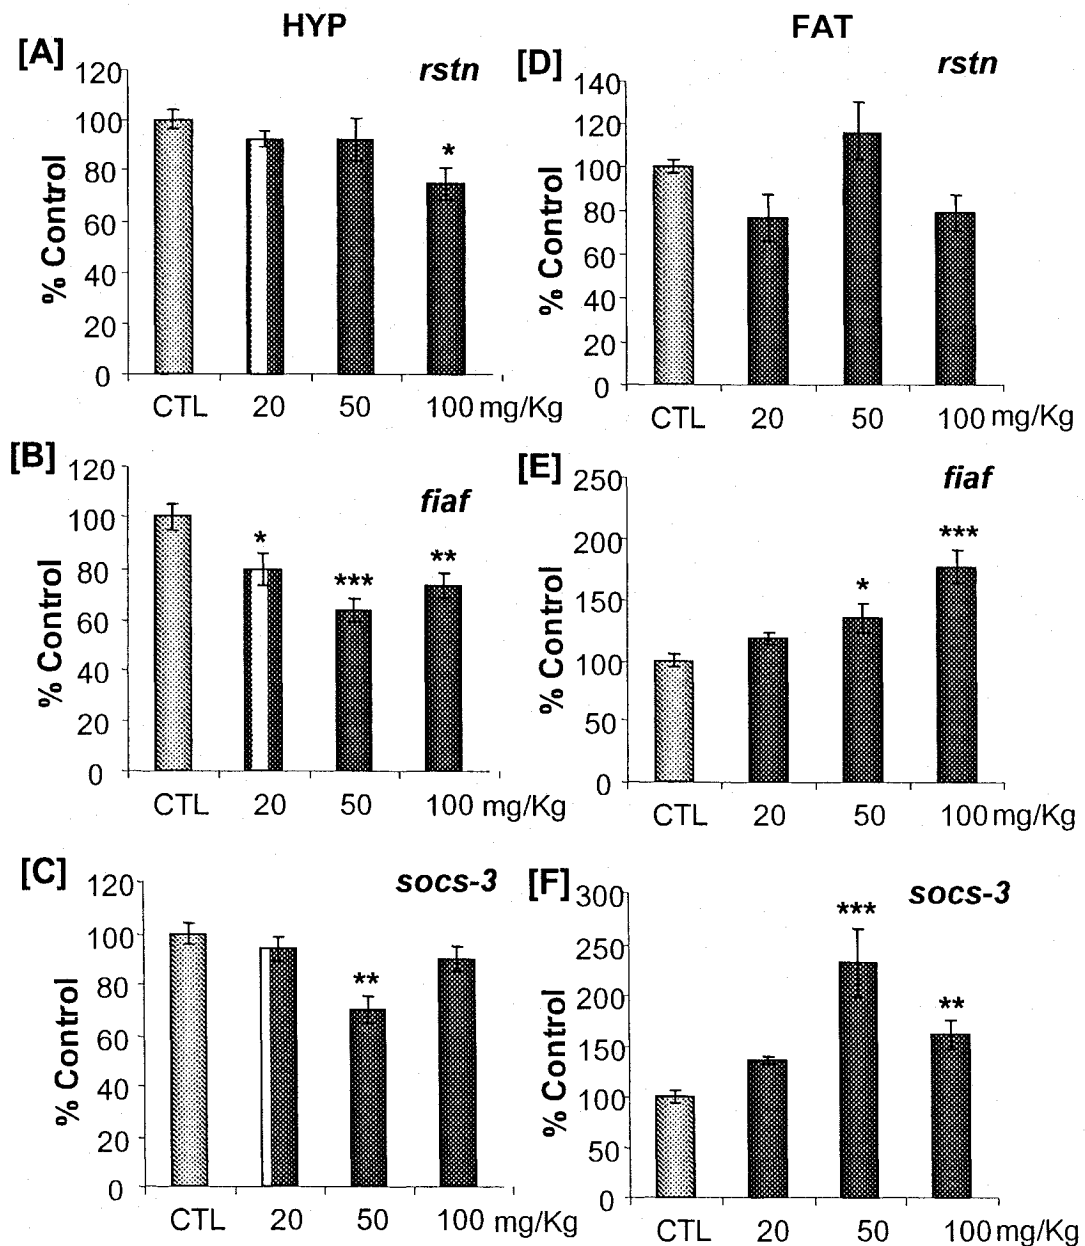 HYP
FAT
[A]
rstn
% Control
120
100
80
60
40
20
0
*
CTL 20 50 100 mg/Kg
[D]
rstn
% Control
140
120
100
80
60
40
20
0
CTL 20 50 100 mg/Kg
[B]
fiaf
% Control
120
100
80
60
40
20
0
*
***
**
CTL 20 50 100 mg/Kg
[E]
fiaf
% Control
250
200
150
100
50
0
*
***
CTL 20 50 100 mg/Kg
[C]
socs-3
% Control
120
100
80
60
40
20
0
**
CTL 20 50 100 mg/Kg
[F]
socs-3
% Control
300
250
200
150
100
50
0
***
**
CTL 20 50 100 mg/Kg